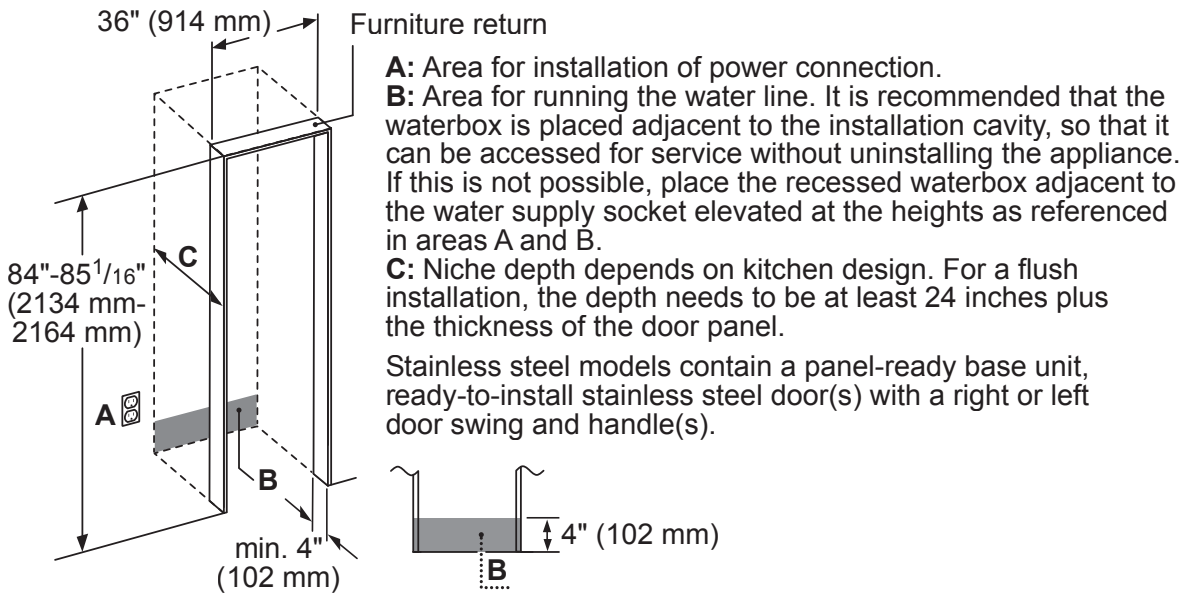 36" (914 mm)
Furniture return
A: Area for installation of power connection.
B: Area for running the water line. It is recommended that the
waterbox is placed adjacent to the installation cavity, so that it
can be accessed for service without uninstalling the appliance.
If this is not possible, place the recessed waterbox adjacent to
the water supply socket elevated at the heights as referenced
in areas A and B.
C: Niche depth depends on kitchen design. For a flush
installation, the depth needs to be at least 24 inches plus
the thickness of the door panel.
Stainless steel models contain a panel-ready base unit,
ready-to-install stainless steel door(s) with a right or left
door swing and handle(s).
C
84"-85 1/16"
(2134 mm-
2164 mm)
A
B
min. 4"
(102 mm)
4" (102 mm)
B